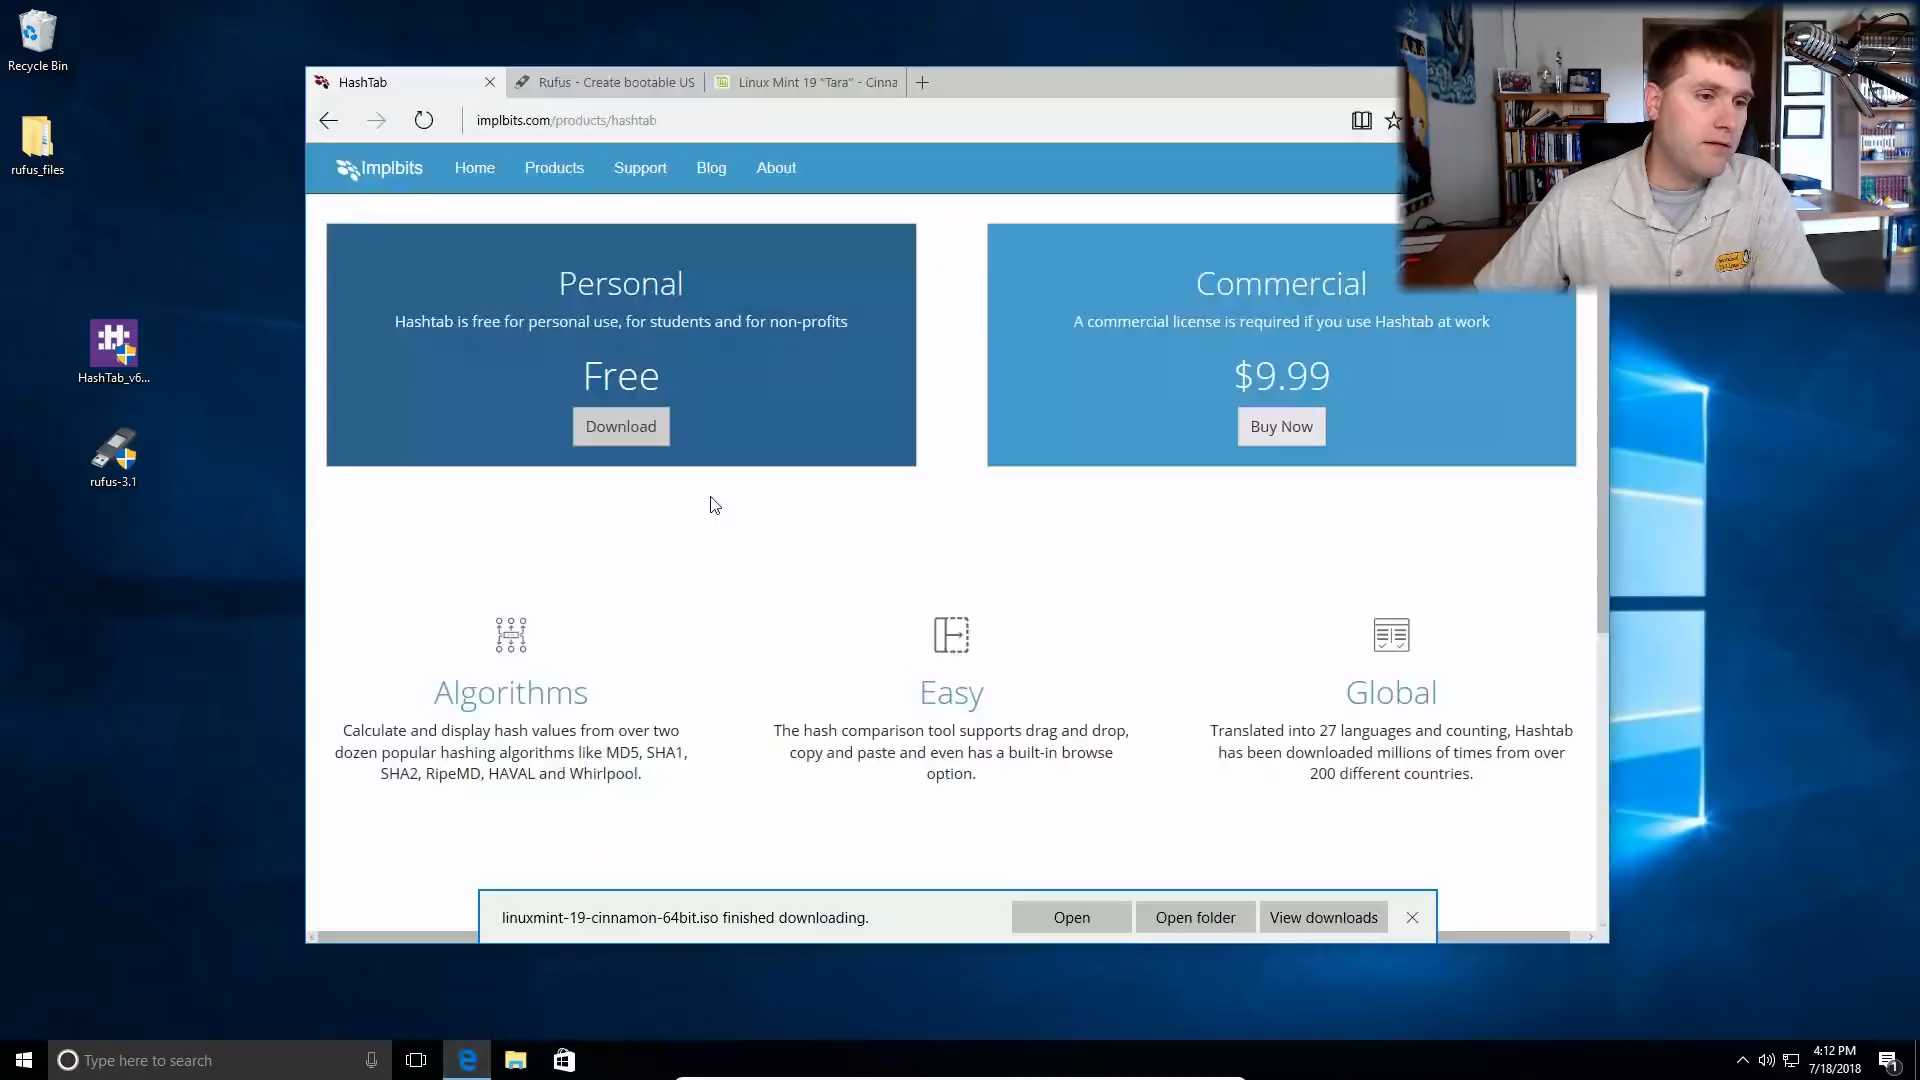 Recycle Bin
rufus_files
HashTab_v6...
rufus-3.1
HashTab
Rufus - Create bootable US
Linux Mint 19 "Tara" - Cinna
implbits.com/products/hashtab
Implbits
Home
Products
Support
Blog
About
Personal
Hashtab is free for personal use, for students and for non-profits
Free
Download
Commercial
A commercial license is required if you use Hashtab at work
$9.99
Buy Now
Algorithms
Calculate and display hash values from over two
dozen popular hashing algorithms like MD5, SHA1,
SHA2, RipeMD, HAVAL and Whirlpool.
Easy
The hash comparison tool supports drag and drop,
copy and paste and even has a built-in browse
option.
Global
Translated into 27 languages and counting, Hashtab
has been downloaded millions of times from over
200 different countries.
linuxmint-19-cinnamon-64bit.iso finished downloading.
Open
Open folder
View downloads
Type here to search
4:12 PM
7/18/2018
1